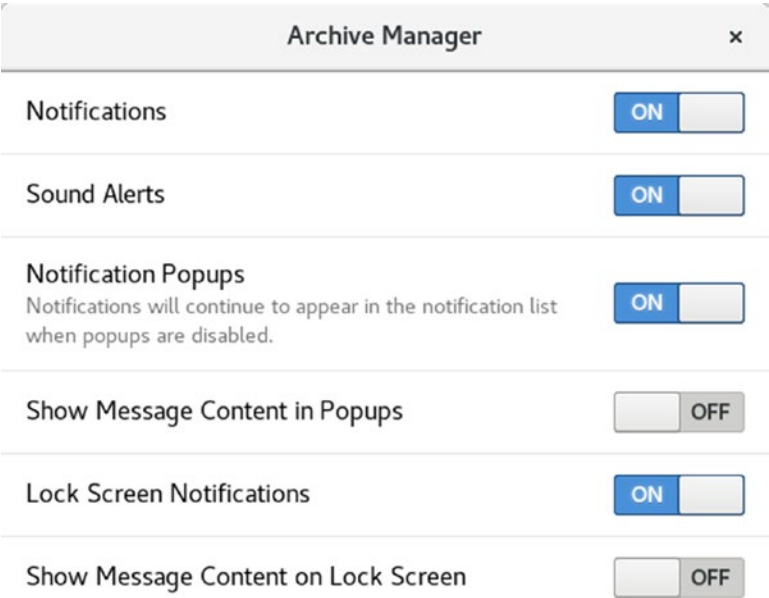 Archive Manager ×
Notifications ON
Sound Alerts ON
Notification Popups
Notifications will continue to appear in the notification list
when popups are disabled.
ON
Show Message Content in Popups OFF
Lock Screen Notifications ON
Show Message Content on Lock Screen OFF